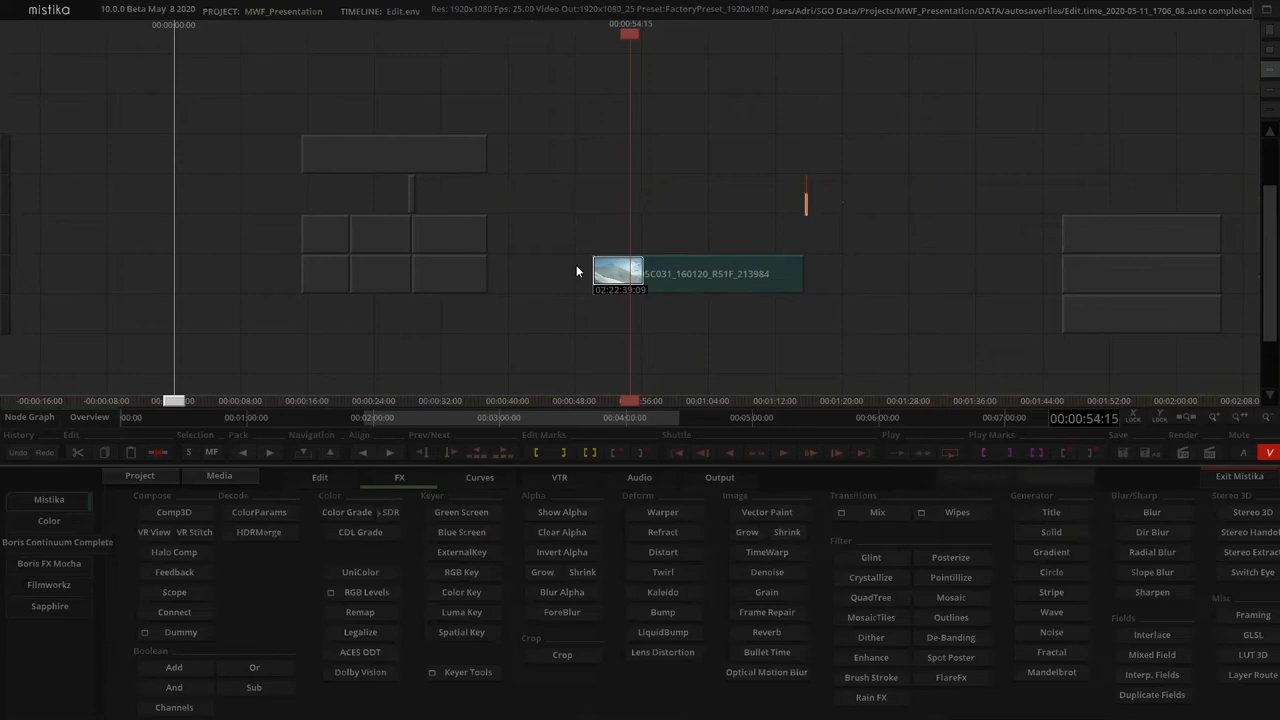 mistika 10.0.0 Beta May 8 2020 PROJECT: MWF_Presentation TIMELINE: Edit.env Res: 1920x1080 Fps: 25.00 Video Out:1920x1080_25 Preset:FactoryPreset_1920x1080 Users/Adri/SGO Data/Projects/MWF_Presentation/DATA/autosaveFiles/Edit.time_2020-05-11_1706_08.auto completed
00:00:00:00 00:00:54:15
SC031_160120_R51F_213984
02:22:39:09
-00:00:16:00 -00:00:08:00 00:00:08:00 00:00:16:00 00:00:24:00 00:00:32:00 00:00:40:00 00:00:48:00 :56:00 00:01:04:00 00:01:12:00 00:01:20:00 00:01:28:00 00:01:36:00 00:01:44:00 00:01:52:00 00:02:00:00 00:02:08:0
Node Graph Overview :00:00 00:01:00:00 00:02:00:00 00:03:00:00 00:04:00:00 00:05:00:00 00:06:00:00 00:07:00:00 00:00:54:15 X LOCK Y LOCK
History Edit Selection Pack Navigation Align Prev/Next Edit Marks Shuttle Play Play Marks Save Render Mute
Undo Redo S MF A V
Project Media Edit FX Curves VTR Audio Output Exit Mistika
Mistika
Color
Boris Continuum Complete
Boris FX Mocha
Filmworkz
Sapphire
Compose
Comp3D
VR View VR Stitch
Halo Comp
Feedback
Scope
Connect
Dummy
Boolean
Add Or
And Sub
Channels
Decode
ColorParams
HDRMerge
Color
Color Grade SDR
CDL Grade
UniColor
RGB Levels
Remap
Legalize
ACES ODT
Dolby Vision
Keyer
Green Screen
Blue Screen
ExternalKey
RGB Key
Color Key
Luma Key
Spatial Key
Keyer Tools
Alpha
Show Alpha
Clear Alpha
Invert Alpha
Grow Shrink
Blur Alpha
ForeBlur
Crop
Crop
Deform
Warper
Refract
Distort
Twirl
Kaleido
Bump
LiquidBump
Lens Distortion
Image
Vector Paint
Grow Shrink
TimeWarp
Denoise
Grain
Frame Repair
Reverb
Bullet Time
Optical Motion Blur
Transitions
Mix Wipes
Filter
Glint Posterize
Crystallize Pointillize
QuadTree Mosaic
MosaicTiles Outlines
Dither De-Banding
Enhance Spot Poster
Brush Stroke FlareFx
Rain FX
Generator
Title
Solid
Gradient
Circle
Stripe
Wave
Noise
Fractal
Mandelbrot
Blur/Sharp
Blur
Dir Blur
Radial Blur
Slope Blur
Sharpen
Fields
Interlace
Mixed Field
Interp. Fields
Duplicate Fields
Stereo 3D
Stereo 3D
Stereo Hando
Stereo Extrac
Switch Eye
Misc
Framing
GLSL
LUT 3D
Layer Route